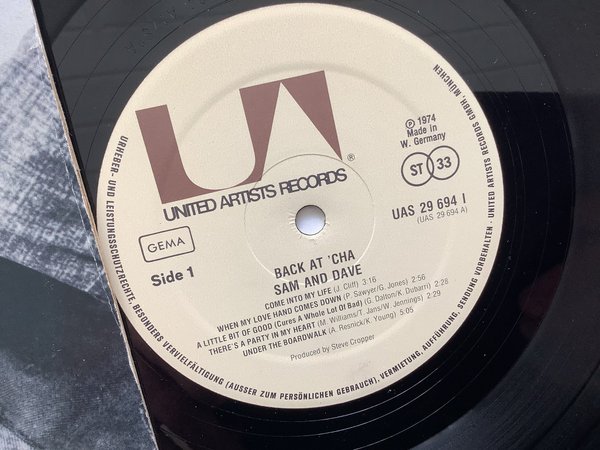 UA
®
UNITED ARTISTS RECORDS
Ⓟ 1974
Made in
W. Germany
ST 33
UAS 29 694 I
(UAS 29 694 A)
GEMA
Side 1
BACK AT 'CHA
SAM AND DAVE
COME INTO MY LIFE (J. Cliff) 3:16
WHEN MY LOVE HAND COMES DOWN (P. Sawyer/G. Jones) 2:56
A LITTLE BIT OF GOOD (Cures A Whole Lot Of Bad) (G. Dalton/K. Dubarri) 2:28
THERE'S A PARTY IN MY HEART (M. Williams/T. Jans/W. Jennings) 2:29
UNDER THE BOARDWALK (A. Resnick/K. Young) 5:05
Produced by Steve Cropper
URHEBER- UND LEISTUNGSSCHUTZRECHTE, BESONDERS VERVIELFÄLTIGUNG (AUSSER ZUM PERSÖNLICHEN GEBRAUCH), VERMIETUNG, AUFFÜHRUNG, SENDUNG VORBEHALTEN · UNITED ARTISTS RECORDS GMBH, MÜNCHEN